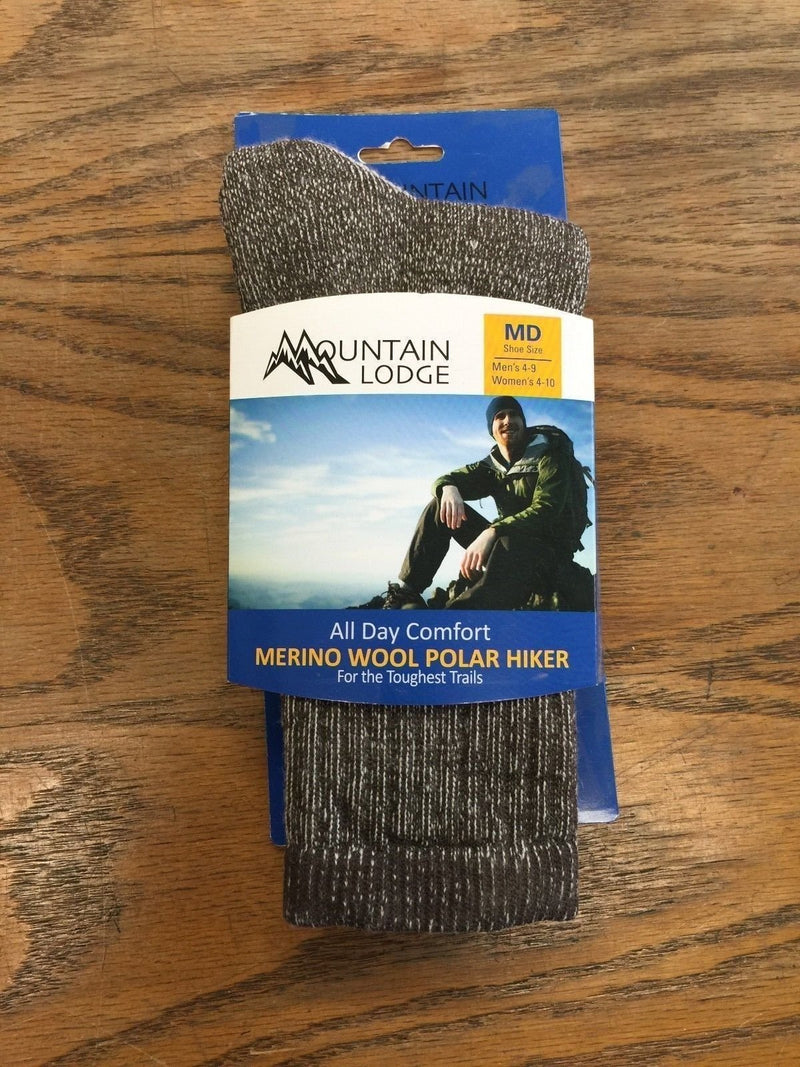 MOUNTAIN
MOUNTAIN
LODGE
MD
Shoe Size
Men's 4-9
Women's 4-10
All Day Comfort
MERINO WOOL POLAR HIKER
For the Toughest Trails